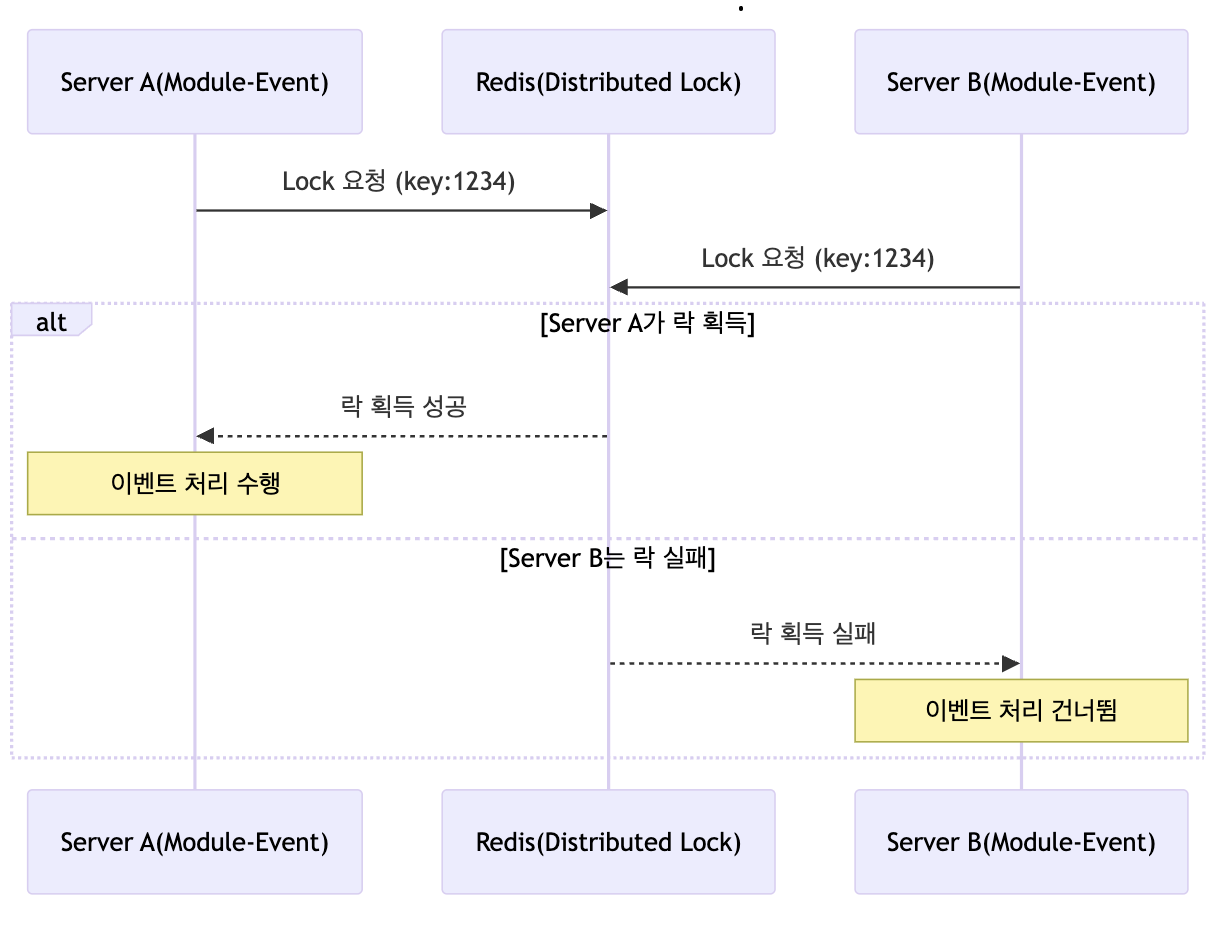 Server A(Module-Event)
Redis(Distributed Lock)
Server B(Module-Event)
Lock 요청 (key:1234)
Lock 요청 (key:1234)
alt
[Server A가 락 획득]
락 획득 성공
이벤트 처리 수행
[Server B는 락 실패]
락 획득 실패
이벤트 처리 건너뜀
Server A(Module-Event)
Redis(Distributed Lock)
Server B(Module-Event)